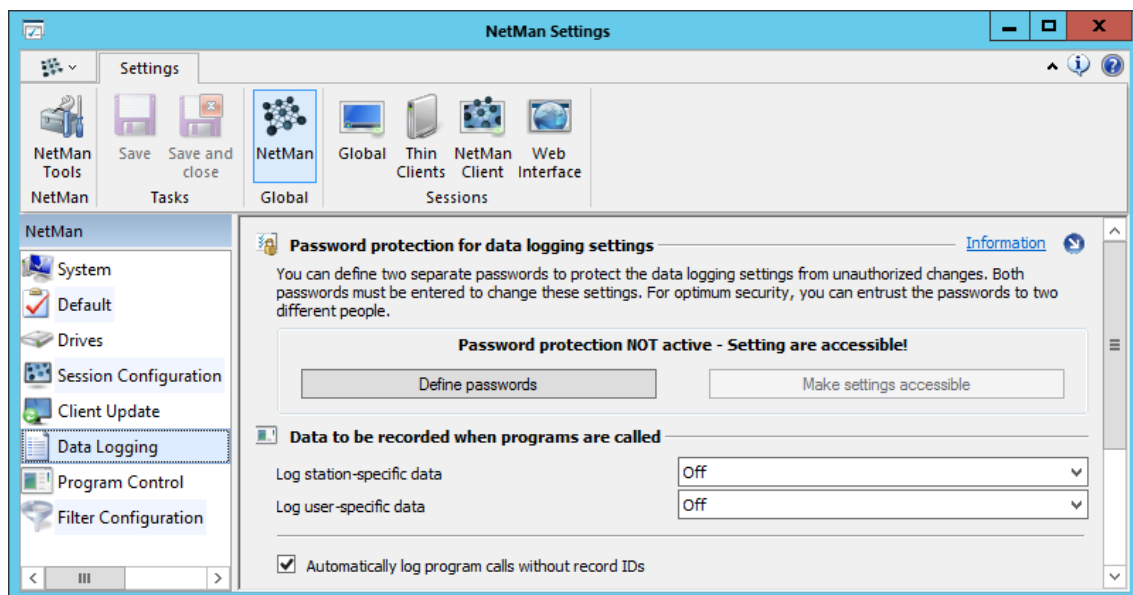 NetMan Settings
Settings
NetMan
Tools
Save
Save and
close
NetMan
Global
Thin
Clients
NetMan
Client
Web
Interface
NetMan
Tasks
Global
Sessions
NetMan
System
Default
Drives
Session Configuration
Client Update
Data Logging
Program Control
Filter Configuration
Password protection for data logging settings
Information
You can define two separate passwords to protect the data logging settings from unauthorized changes. Both
passwords must be entered to change these settings. For optimum security, you can entrust the passwords to two
different people.
Password protection NOT active - Setting are accessible!
Define passwords
Make settings accessible
Data to be recorded when programs are called
Log station-specific data
Off
Log user-specific data
Off
Automatically log program calls without record IDs